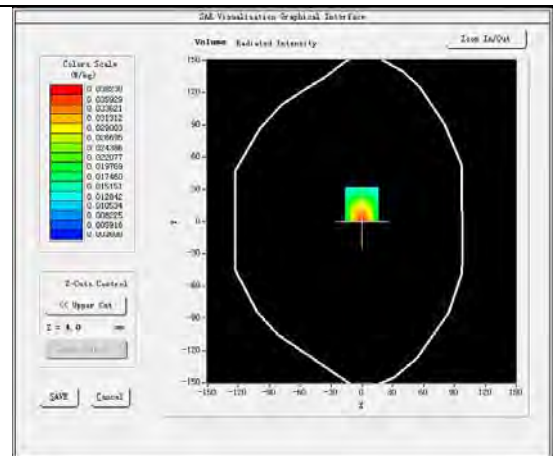 SAR Visualisation Graphical Interface
Volume Radiated Intensity
Zoom In/Out
Colors Scale
(W/kg)
0.038230
0.035929
0.033621
0.031312
0.029003
0.026695
0.024386
0.022077
0.019769
0.017460
0.015151
0.012842
0.010534
0.008225
0.005916
150
120
90
60
30
0
-30
-60
-90
-120
-150
Y
-150 -120 -90 -60 -30 0 30 60 90 120 150
X
Z-Cuts Control
<< Upper Cut
Z = 4.0 mm
SAVE
Cancel